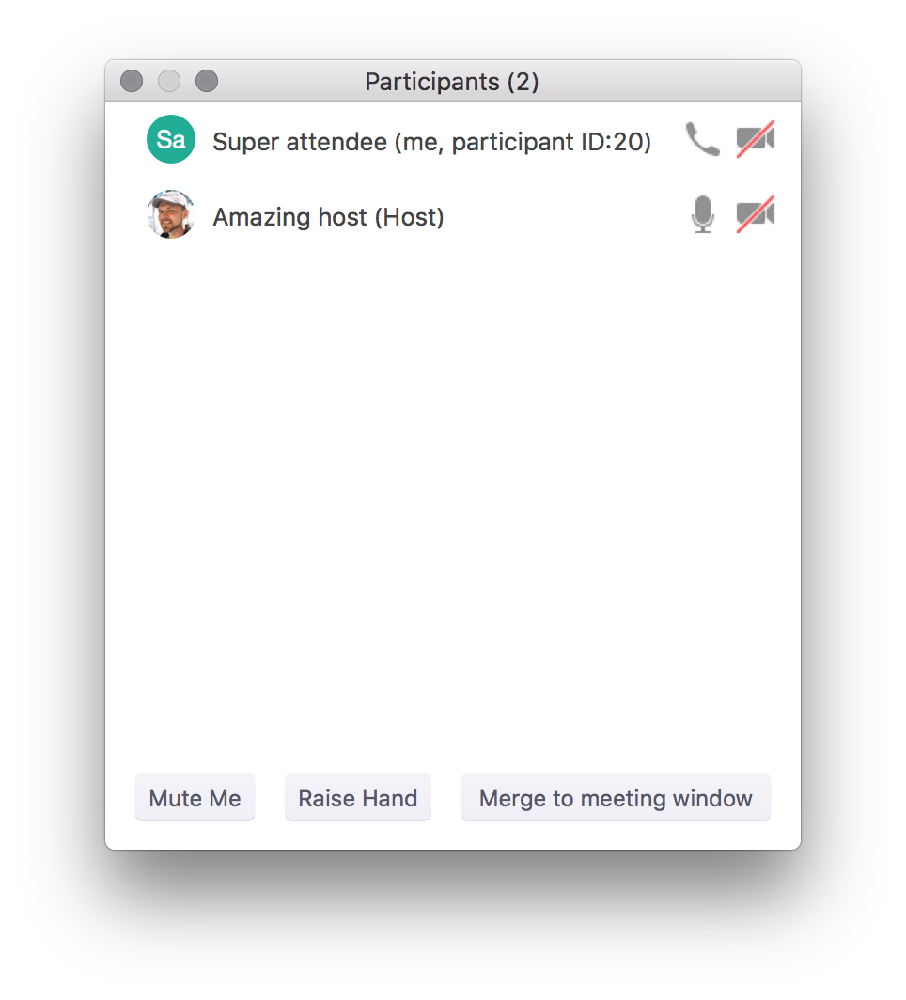 Participants (2)
Sa Super attendee (me, participant ID:20)
Amazing host (Host)
Mute Me Raise Hand Merge to meeting window